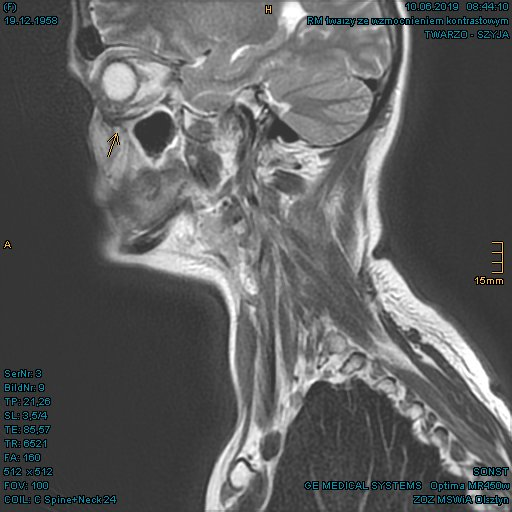 (F)
19.12.1958
H
10.06.2019 08:44:10
RM twarzy ze wzmocnieniem kontrastowym
TWARZO - SZYJA
A
15mm
SerNr: 3
BildNr: 9
TP: 21,26
SL: 3,5/4
TE: 85,57
TR: 6521
FA: 160
512 x 512
FOV: 100
COIL: C Spine+Neck 24
SONST
GE MEDICAL SYSTEMS Optima MR450w
ZOZ MSWiA Olsztyn